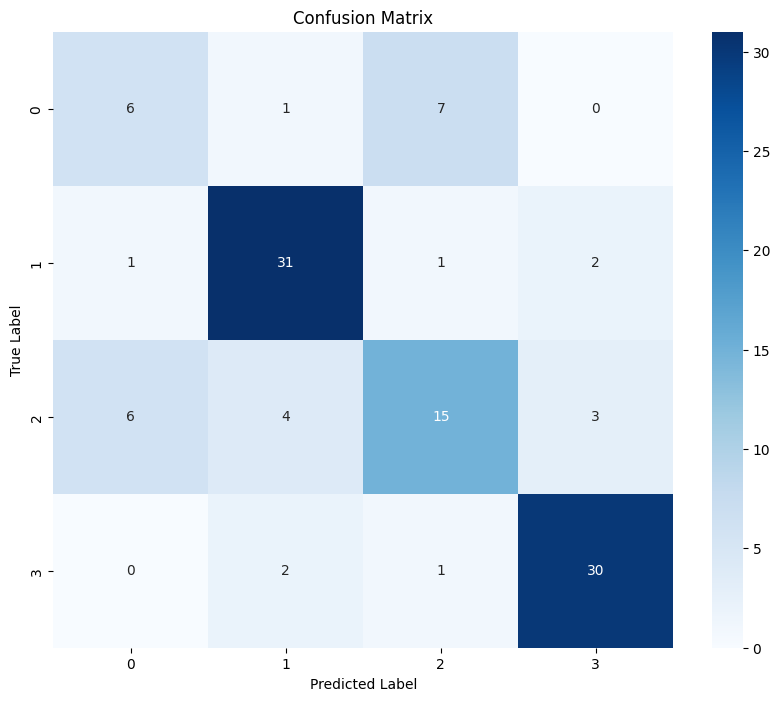 Confusion Matrix
True Label
0 6 1 7 0
1 1 31 1 2
2 6 4 15 3
3 0 2 1 30
0 1 2 3
Predicted Label
30
25
20
15
10
5
0